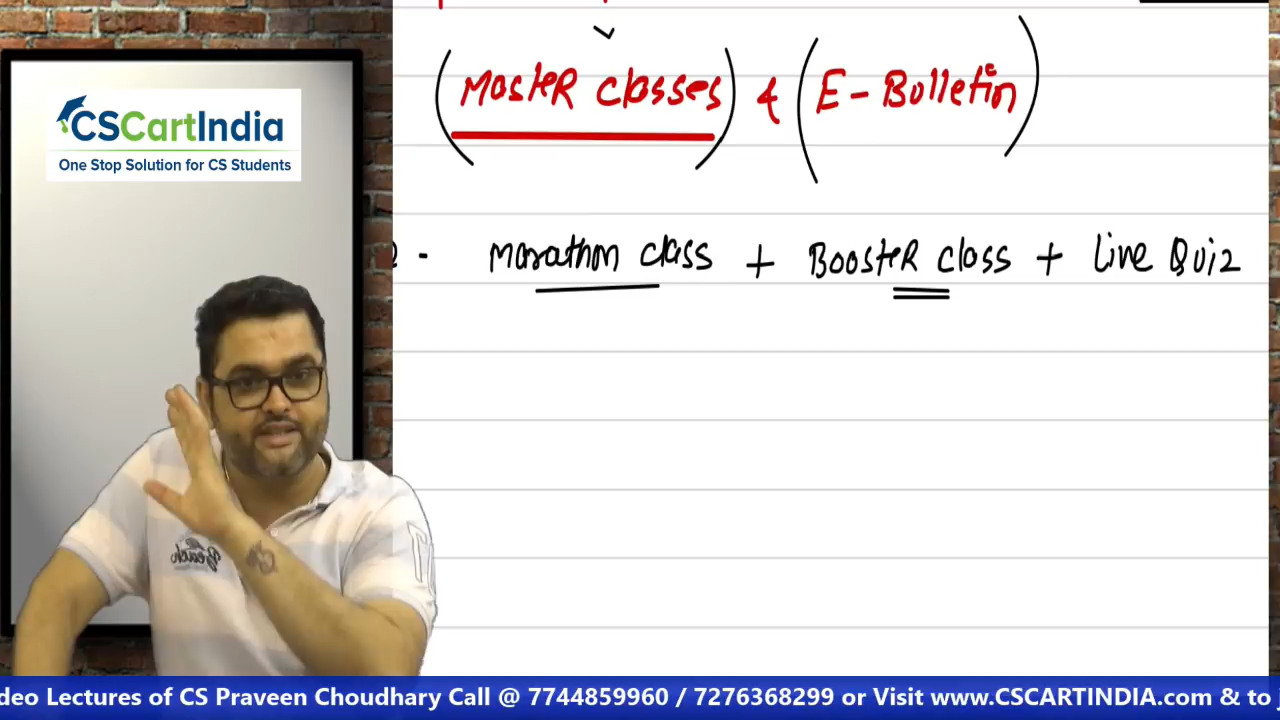 (Master classes) & (E-Bulletin)
CSCartIndia
One Stop Solution for CS Students
- Marathon class + Booster class + Live Quiz
deo Lectures of CS Praveen Choudhary Call @ 7744859960 / 7276368299 or Visit www.CSCARTINDIA.com & to j